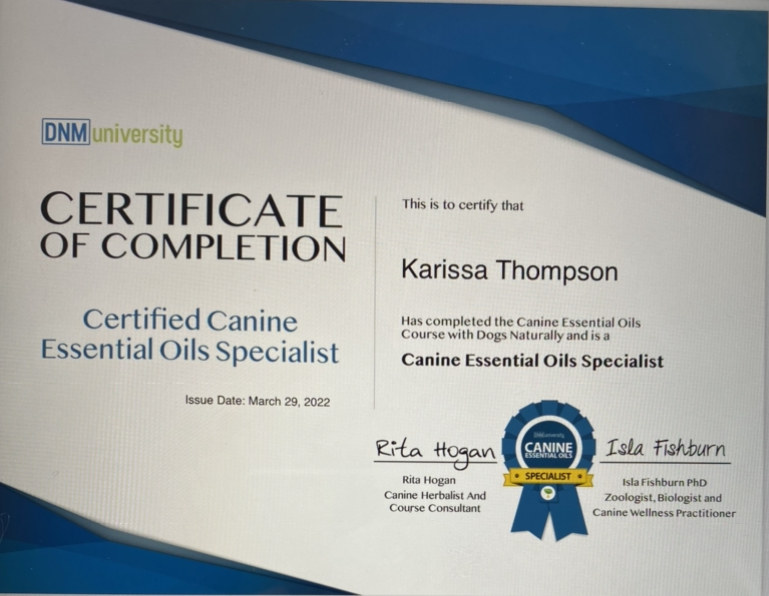 DNM university
CERTIFICATE
OF COMPLETION
Certified Canine
Essential Oils Specialist
Issue Date: March 29, 2022
This is to certify that
Karissa Thompson
Has completed the Canine Essential Oils
Course with Dogs Naturally and is a
Canine Essential Oils Specialist
Rita Hogan
Rita Hogan
Canine Herbalist And
Course Consultant
DNMuniversity
CANINE
ESSENTIAL OILS
SPECIALIST
Isla Fishburn
Isla Fishburn PhD
Zoologist, Biologist and
Canine Wellness Practitioner